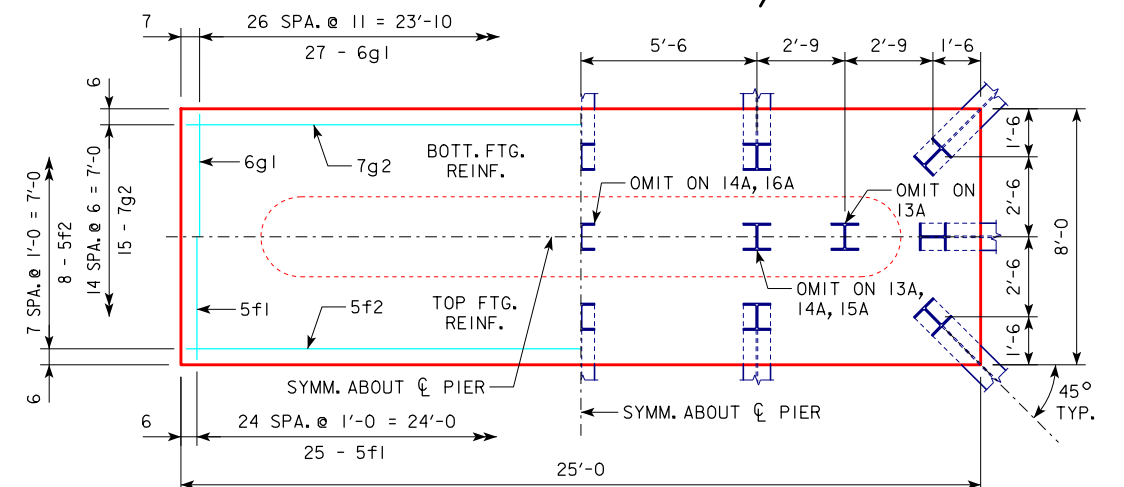 7
26 SPA. @ 11 = 23'-10
27 - 6g1
5'-6
2'-9
2'-9
1'-6
6
6g1
7g2
BOTT. FTG.
REINF.
OMIT ON 14A, 16A
OMIT ON
13A
1'-6
2'-6
2'-6
1'-6
8'-0
7 SPA. @ 1'-0 = 7'-0
8 - 5f2
14 SPA. @ 6 = 7'-0
15 - 7g2
5f1
5f2
TOP FTG.
REINF.
OMIT ON 13A,
14A, 15A
6
SYMM. ABOUT ℄ PIER
SYMM. ABOUT ℄ PIER
45°
TYP.
6
24 SPA. @ 1'-0 = 24'-0
25 - 5f1
25'-0